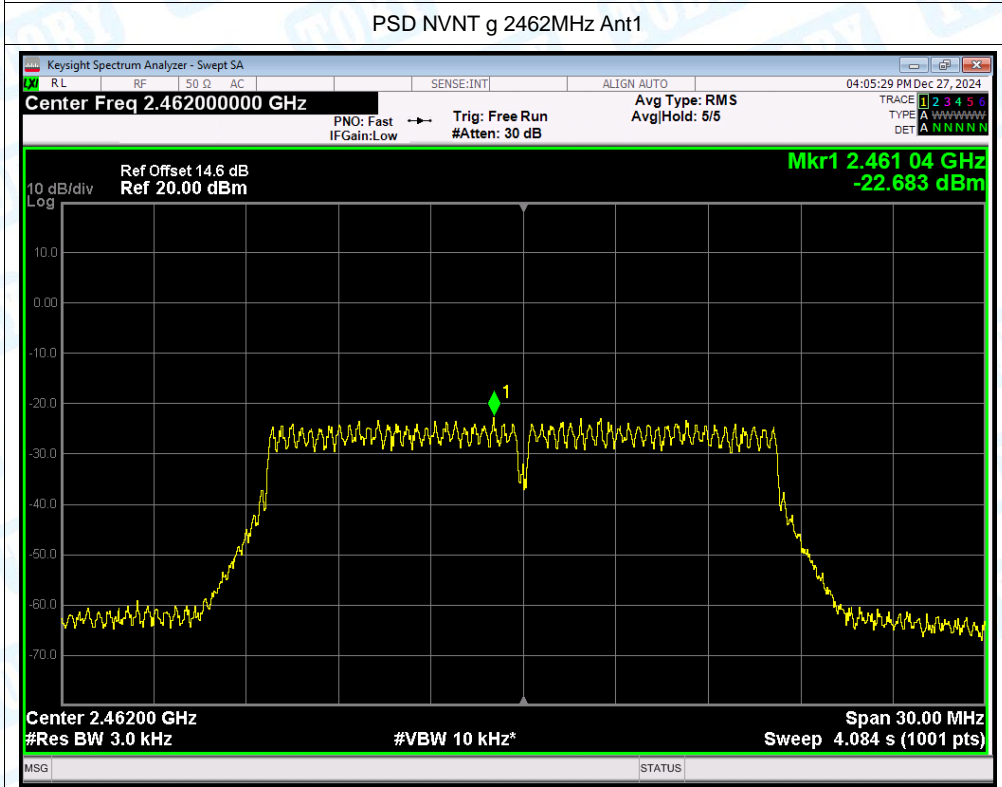 PSD NVNT g 2462MHz Ant1
Keysight Spectrum Analyzer - Swept SA
LXI RL RF 50 Ω AC SENSE:INT ALIGN AUTO 04:05:29 PM Dec 27, 2024
Center Freq 2.462000000 GHz
PNO: Fast
IFGain:Low
Trig: Free Run
#Atten: 30 dB
Avg Type: RMS
Avg|Hold: 5/5
TRACE 1 2 3 4 5 6
TYPE A WWWWW
DET A N N N N N
Mkr1 2.461 04 GHz
-22.683 dBm
Ref Offset 14.6 dB
10 dB/div Ref 20.00 dBm
Log
10.0
0.00
-10.0
-20.0
1
-30.0
-40.0
-50.0
-60.0
-70.0
Center 2.46200 GHz Span 30.00 MHz
#Res BW 3.0 kHz #VBW 10 kHz* Sweep 4.084 s (1001 pts)
MSG STATUS